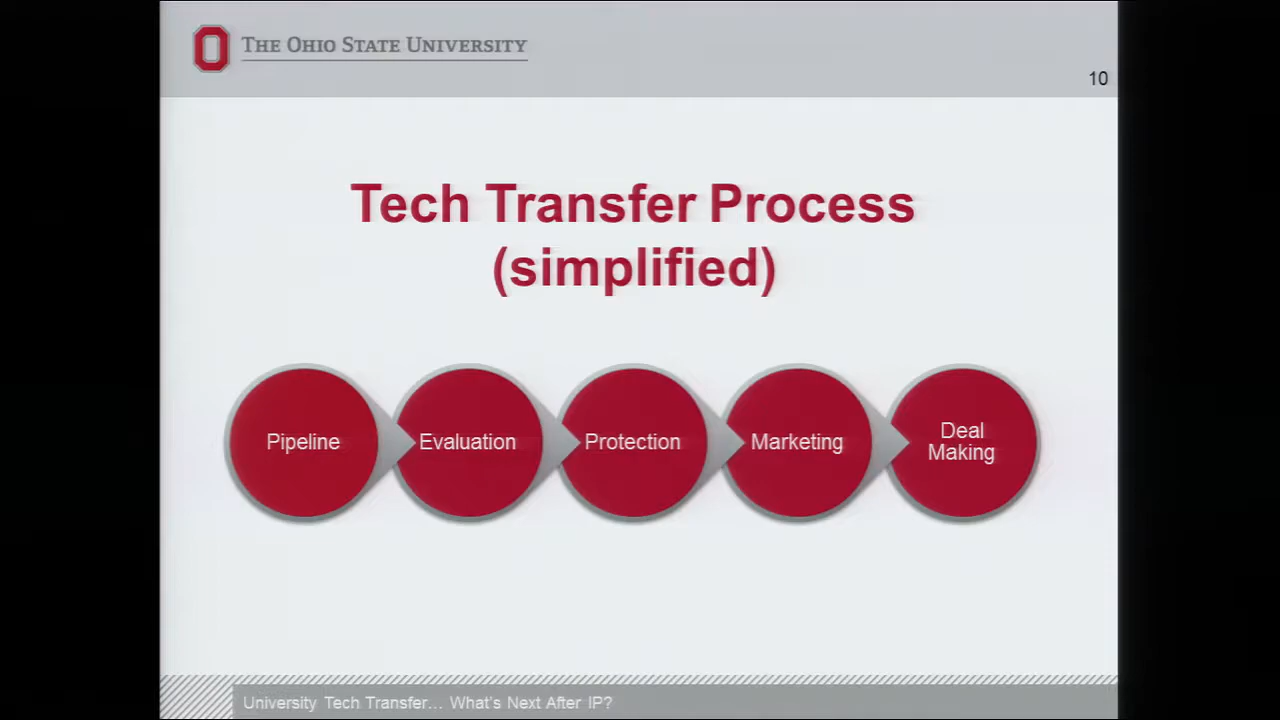 THE OHIO STATE UNIVERSITY
10
Tech Transfer Process
(simplified)
Pipeline
Evaluation
Protection
Marketing
Deal
Making
University Tech Transfer... What's Next After IP?